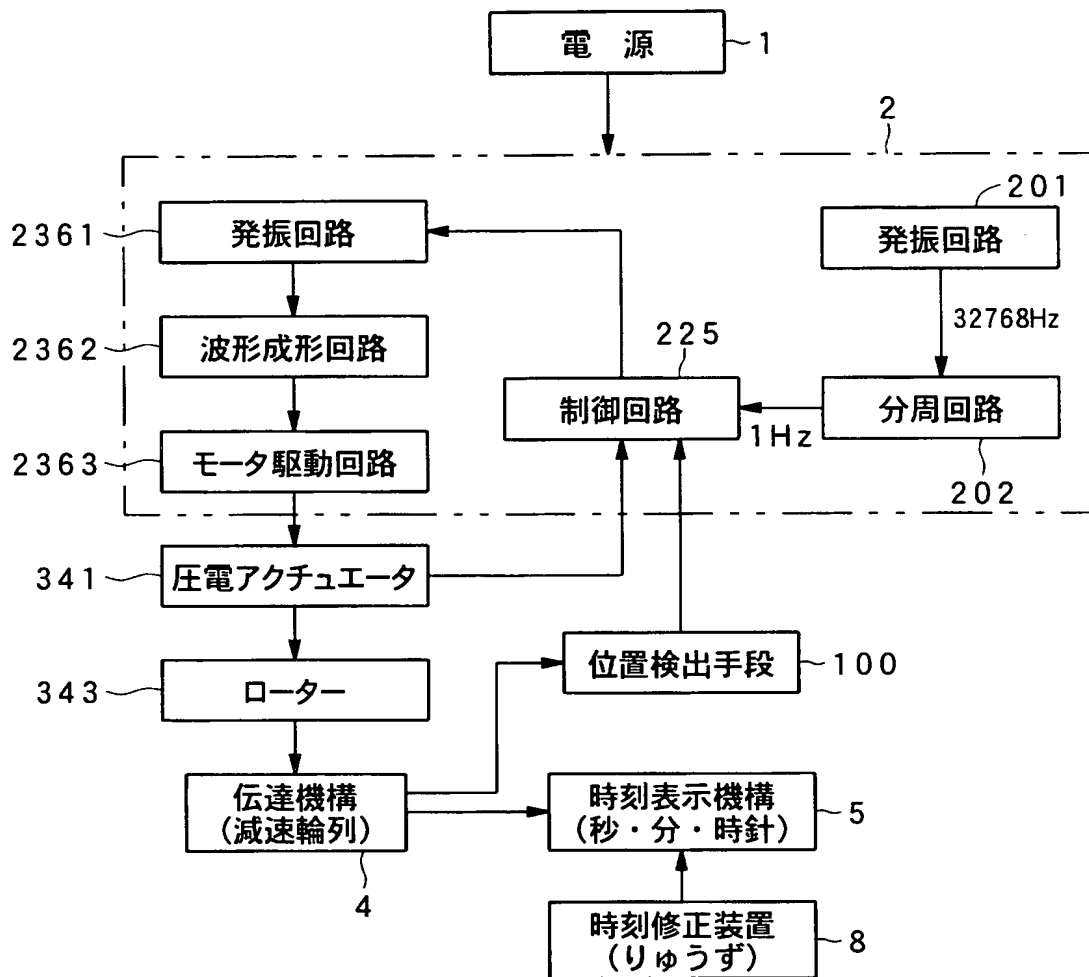 電 源
1
2
201
2361
発振回路
発振回路
32768Hz
2362
波形成形回路
225
制御回路
1Hz
分周回路
2363
モータ駆動回路
202
341
圧電アクチュエータ
位置検出手段
100
343
ローター
伝達機構
(減速輪列)
4
時刻表示機構
(秒・分・時針)
5
時刻修正装置
(りゅうず)
8